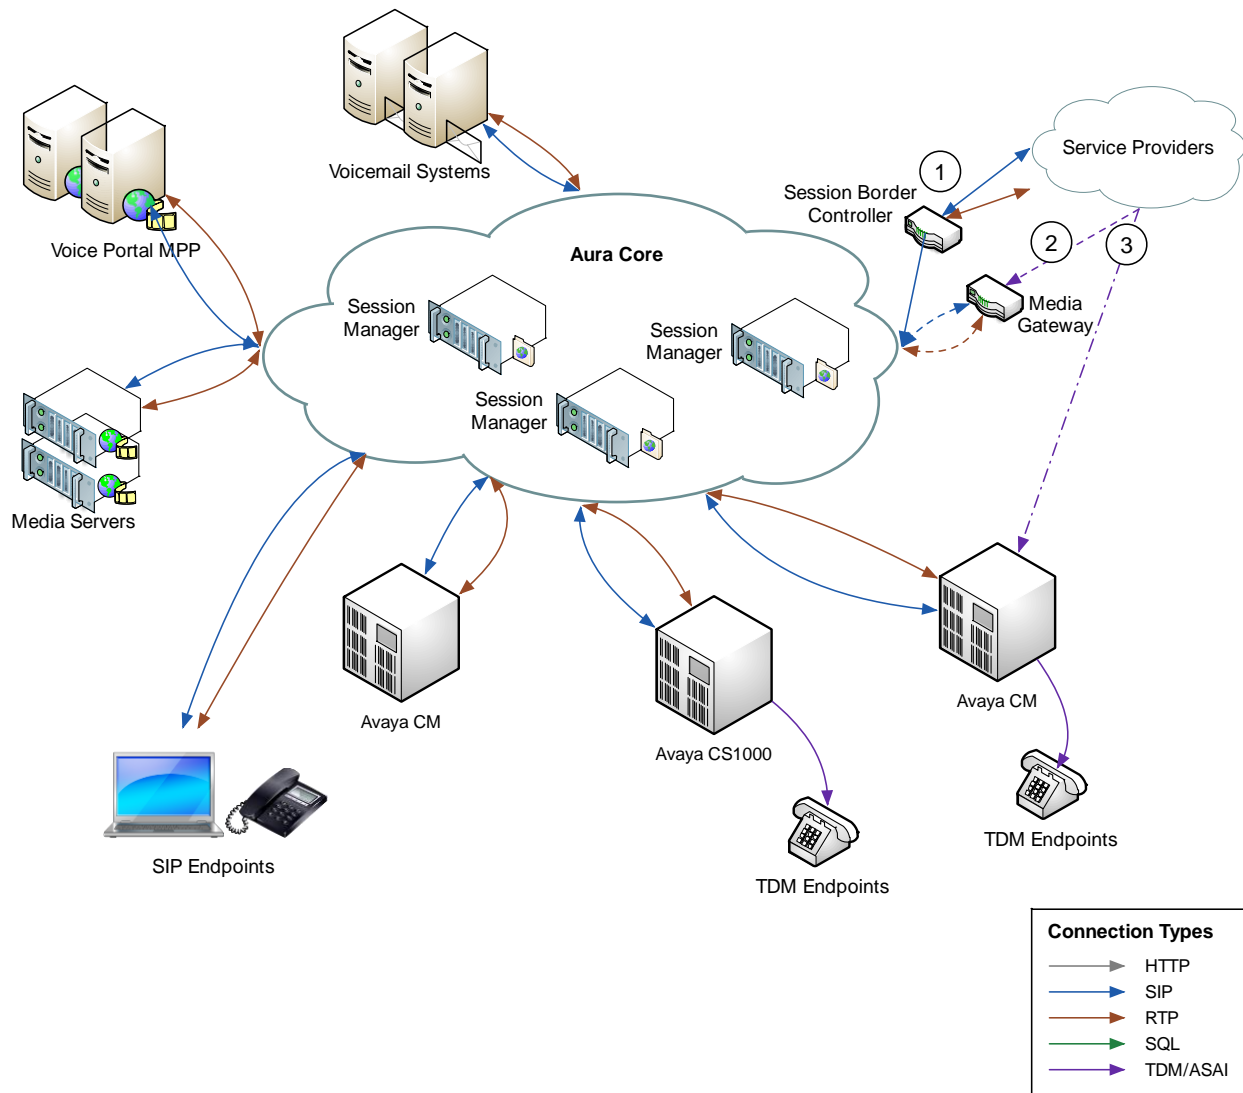 Voicemail Systems
Service Providers
1
Session Border
Controller
Voice Portal MPP
2
3
Aura Core
Session
Manager
Media
Gateway
Session
Manager
Session
Manager
Media Servers
Avaya CM
Avaya CS1000
Avaya CM
SIP Endpoints
TDM Endpoints
TDM Endpoints
Connection Types
HTTP
SIP
RTP
SQL
TDM/ASAI